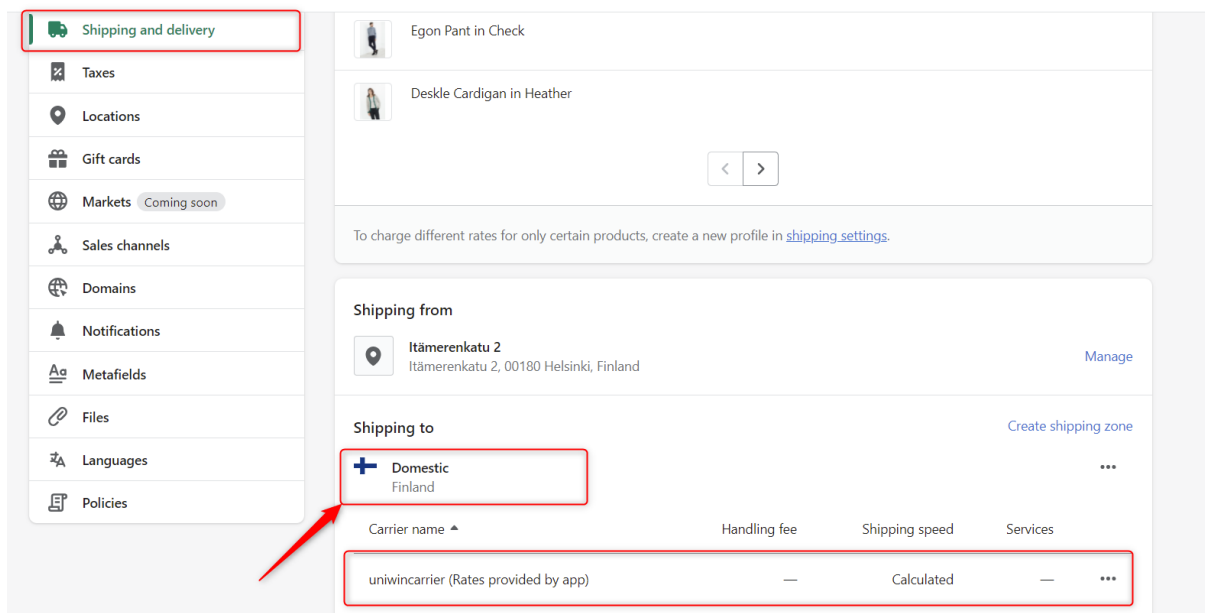 Shipping and delivery
Taxes
Locations
Gift cards
Markets Coming soon
Sales channels
Domains
Notifications
Metafields
Files
Languages
Policies
Egon Pant in Check
Deskle Cardigan in Heather
To charge different rates for only certain products, create a new profile in shipping settings.
Shipping from
Itämerenkatu 2
Itämerenkatu 2, 00180 Helsinki, Finland
Manage
Shipping to
Create shipping zone
Domestic
Finland
Carrier name Handling fee Shipping speed Services
uniwincarrier (Rates provided by app) — Calculated —